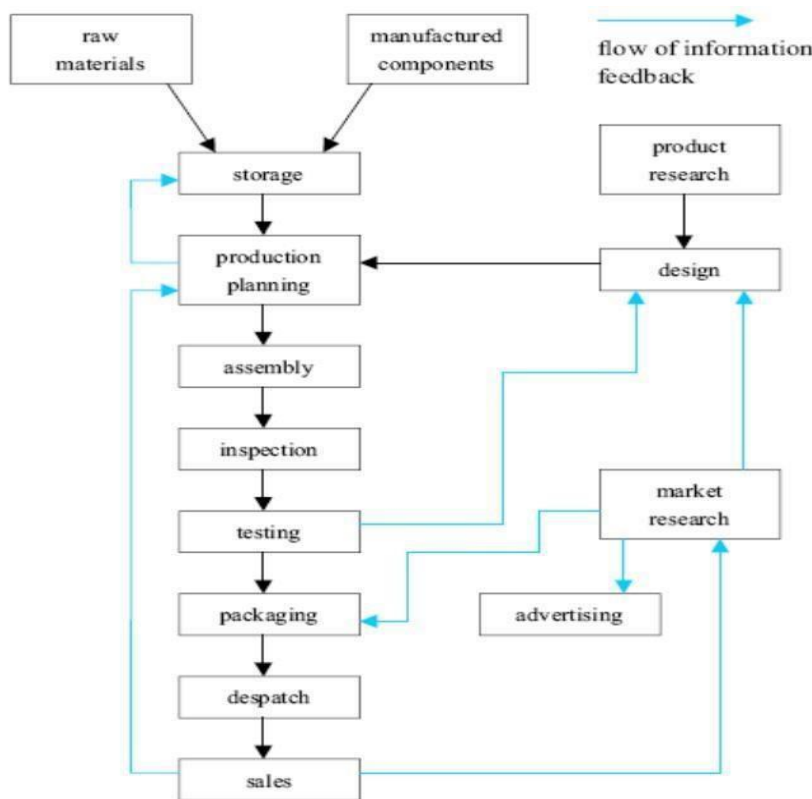 raw
materials
manufactured
components
flow of information
feedback
storage
product
research
production
planning
design
assembly
inspection
market
research
testing
packaging
advertising
despatch
sales